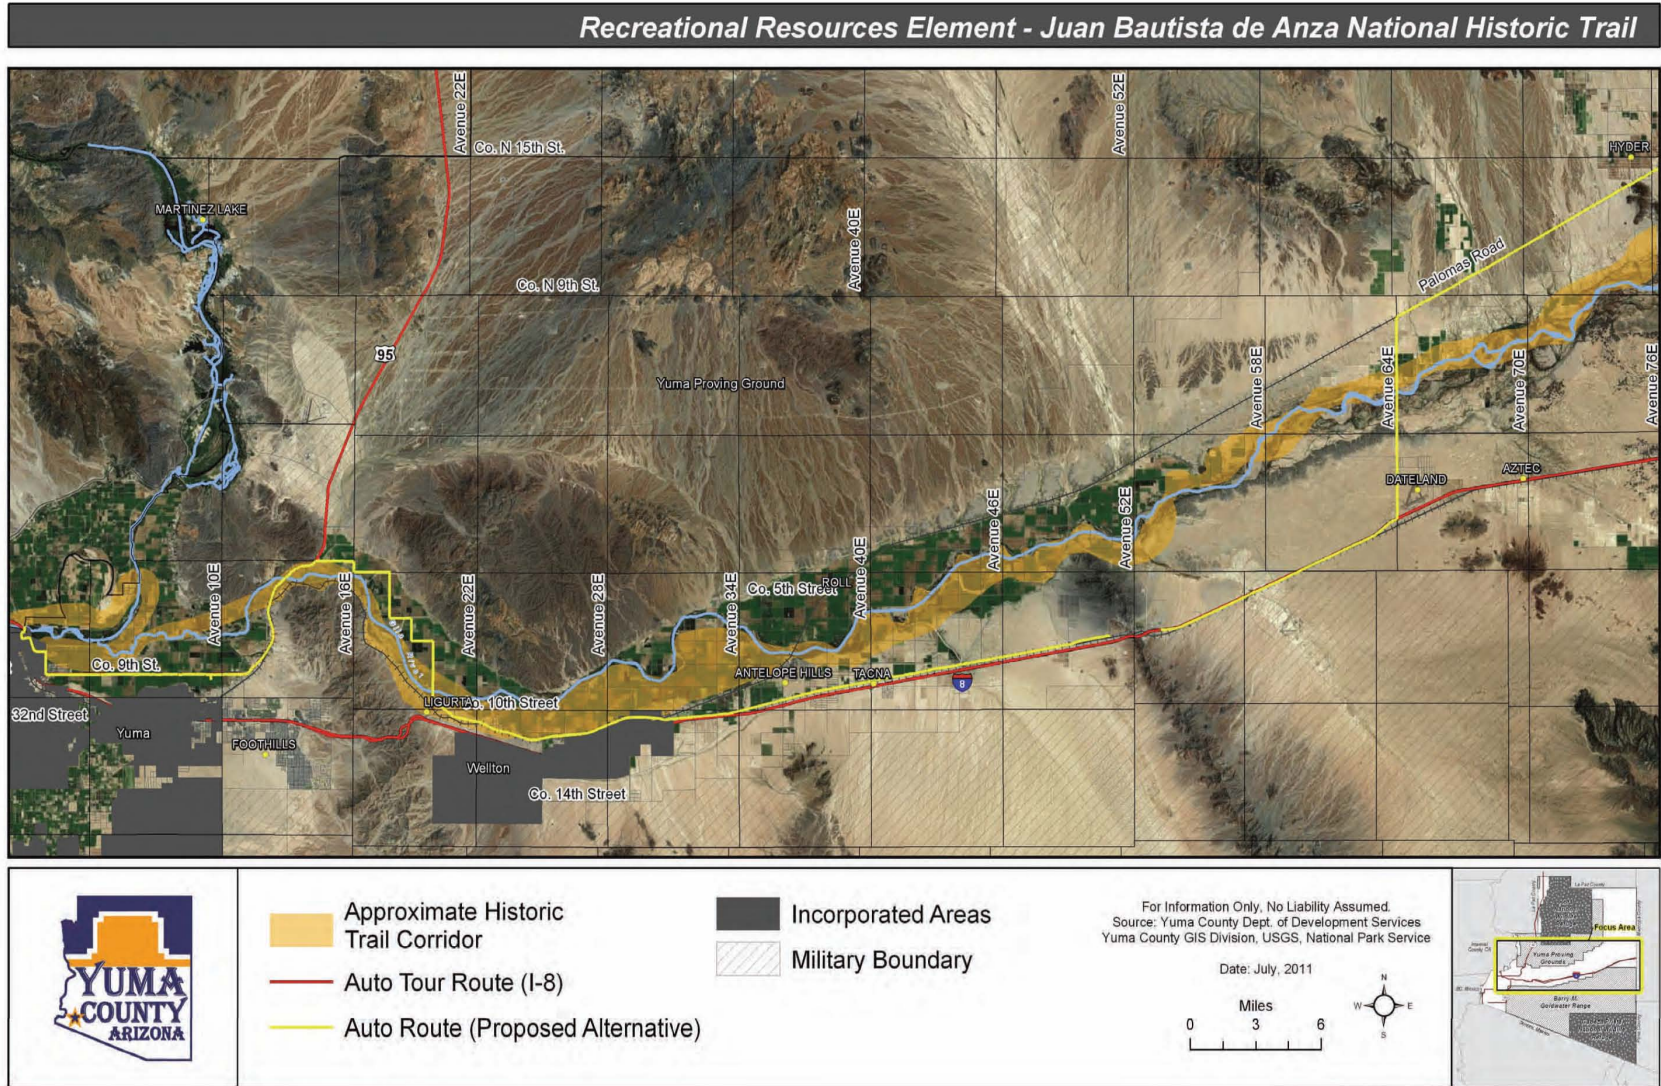 Recreational Resources Element - Juan Bautista de Anza National Historic Trail
Avenue 22E
Avenue 52E
Co. N 15th St.
HYDER
MARTINEZ LAKE
Avenue 40E
Palomas Road
Co. N 9th St.
95
Yuma Proving Ground
Avenue 58E
Avenue 64E
Avenue 70E
Avenue 76E
DATELAND
AZTEC
Avenue 46E
Avenue 52E
Avenue 40E
Avenue 10E
Avenue 16E
Avenue 22E
Avenue 28E
Avenue 34E
Co. 5th Street
ROLL
Co. 9th St.
ANTELOPE HILLS
TACNA
8
LIGURTA
Co. 10th Street
32nd Street
Yuma
FOOTHILLS
Wellton
Co. 14th Street
YUMA
COUNTY
ARIZONA
Approximate Historic
Trail Corridor
Auto Tour Route (I-8)
Auto Route (Proposed Alternative)
Incorporated Areas
Military Boundary
For Information Only, No Liability Assumed.
Source: Yuma County Dept. of Development Services
Yuma County GIS Division, USGS, National Park Service
Date: July, 2011
Miles
0 3 6
N
W E
S
Focus Area
Yuma Proving
Grounds
Barry M.
Goldwater Range